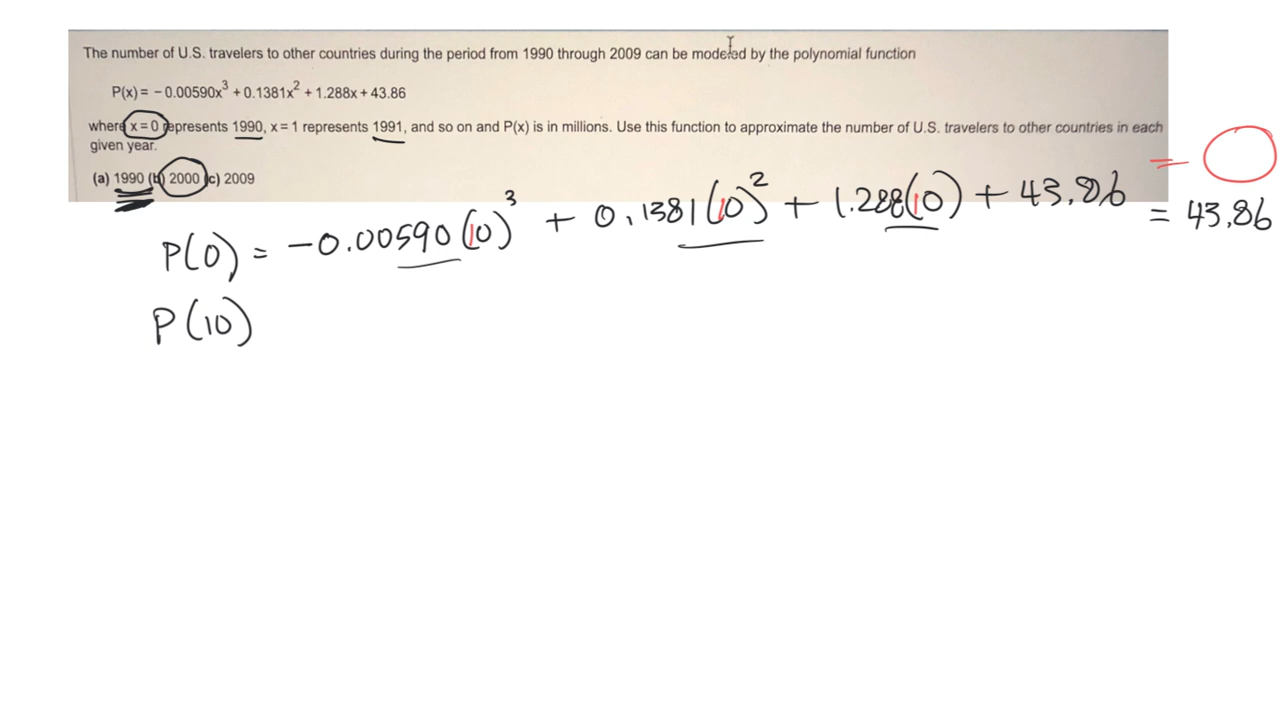 The number of U.S. travelers to other countries during the period from 1990 through 2009 can be modeled by the polynomial function
P(x) = − 0.00590x³ + 0.1381x² + 1.288x + 43.86
where x = 0 represents 1990, x = 1 represents 1991, and so on and P(x) is in millions. Use this function to approximate the number of U.S. travelers to other countries in each
given year.
(a) 1990 (b) 2000 (c) 2009
=
P(0) = −0.00590(10)³ + 0.1381(10)² + 1.288(10) + 43.86 = 43.86
P(10)